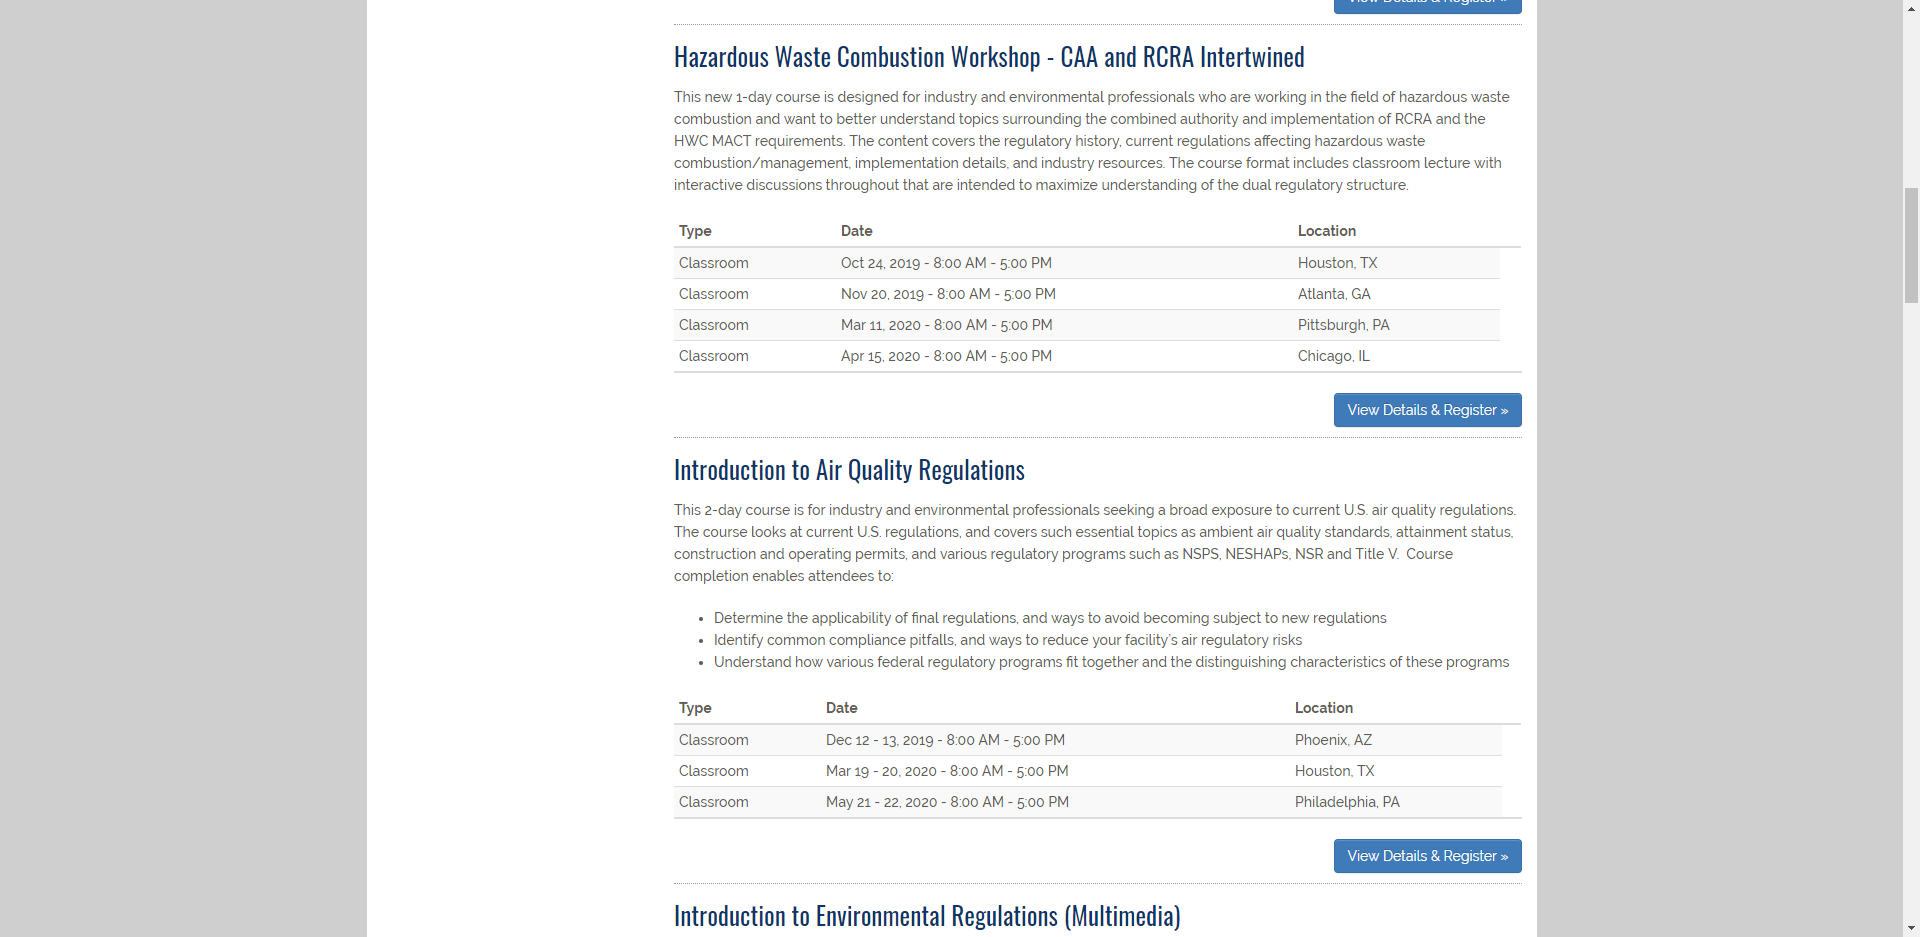 View Details & Register »
Hazardous Waste Combustion Workshop - CAA and RCRA Intertwined
This new 1-day course is designed for industry and environmental professionals who are working in the field of hazardous waste
combustion and want to better understand topics surrounding the combined authority and implementation of RCRA and the
HWC MACT requirements. The content covers the regulatory history, current regulations affecting hazardous waste
combustion/management, implementation details, and industry resources. The course format includes classroom lecture with
interactive discussions throughout that are intended to maximize understanding of the dual regulatory structure.
Type Date Location
Classroom Oct 24, 2019 - 8:00 AM - 5:00 PM Houston, TX
Classroom Nov 20, 2019 - 8:00 AM - 5:00 PM Atlanta, GA
Classroom Mar 11, 2020 - 8:00 AM - 5:00 PM Pittsburgh, PA
Classroom Apr 15, 2020 - 8:00 AM - 5:00 PM Chicago, IL
View Details & Register »
Introduction to Air Quality Regulations
This 2-day course is for industry and environmental professionals seeking a broad exposure to current U.S. air quality regulations.
The course looks at current U.S. regulations, and covers such essential topics as ambient air quality standards, attainment status,
construction and operating permits, and various regulatory programs such as NSPS, NESHAPs, NSR and Title V.  Course
completion enables attendees to:
• Determine the applicability of final regulations, and ways to avoid becoming subject to new regulations
• Identify common compliance pitfalls, and ways to reduce your facility's air regulatory risks
• Understand how various federal regulatory programs fit together and the distinguishing characteristics of these programs
Type Date Location
Classroom Dec 12 - 13, 2019 - 8:00 AM - 5:00 PM Phoenix, AZ
Classroom Mar 19 - 20, 2020 - 8:00 AM - 5:00 PM Houston, TX
Classroom May 21 - 22, 2020 - 8:00 AM - 5:00 PM Philadelphia, PA
View Details & Register »
Introduction to Environmental Regulations (Multimedia)